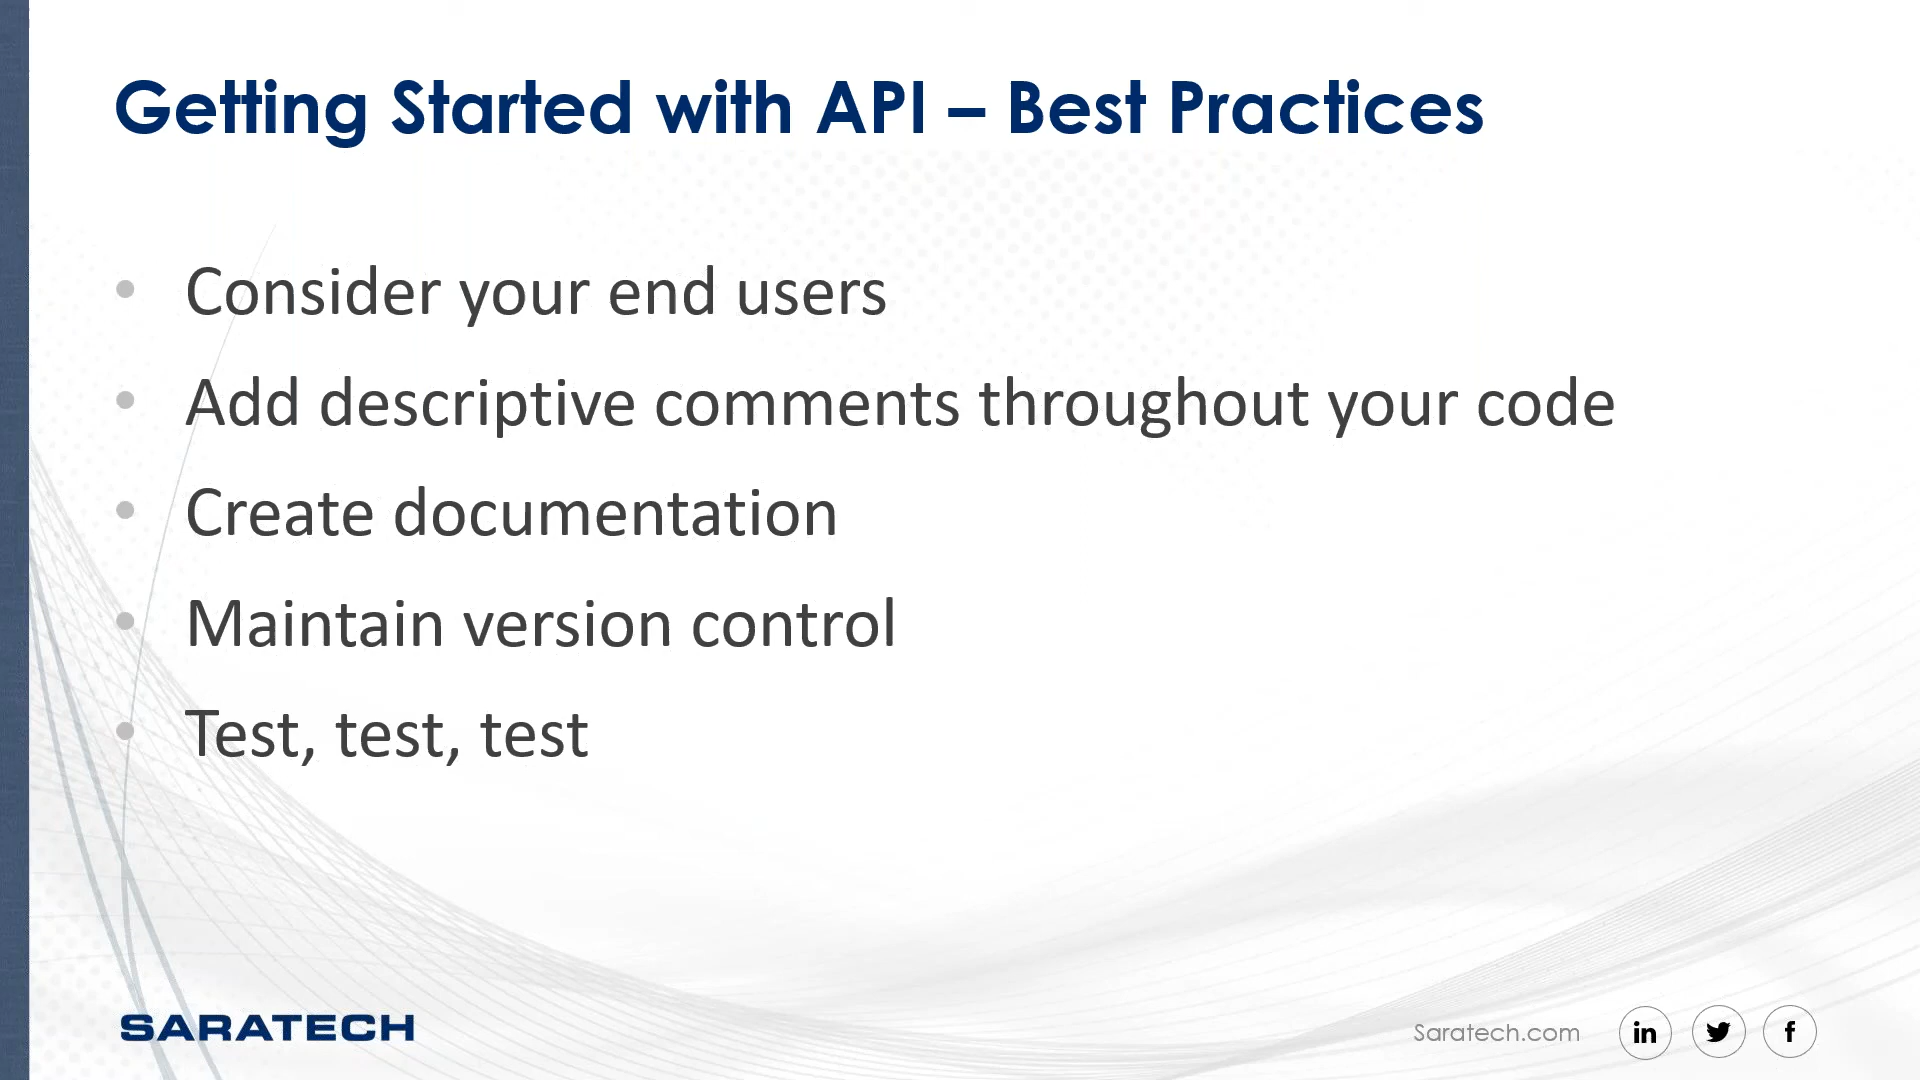 Getting Started with API – Best Practices
• Consider your end users
• Add descriptive comments throughout your code
• Create documentation
• Maintain version control
• Test, test, test
SARATECH
Saratech.com in f